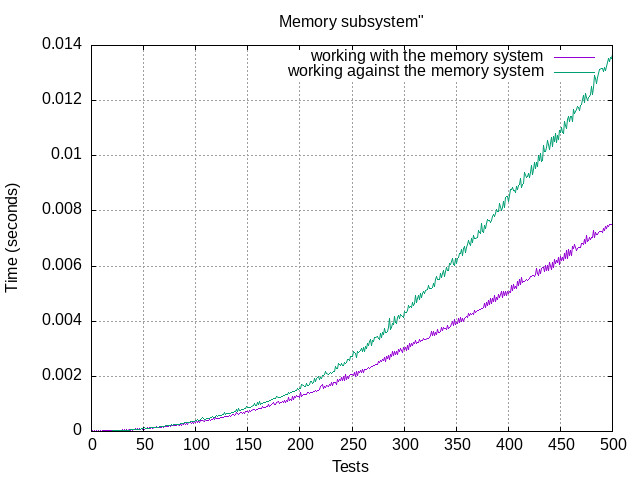 Memory subsystem"
working with the memory system
working against the memory system
Time (seconds)
0.014
0.012
0.01
0.008
0.006
0.004
0.002
0
0 50 100 150 200 250 300 350 400 450 500
Tests